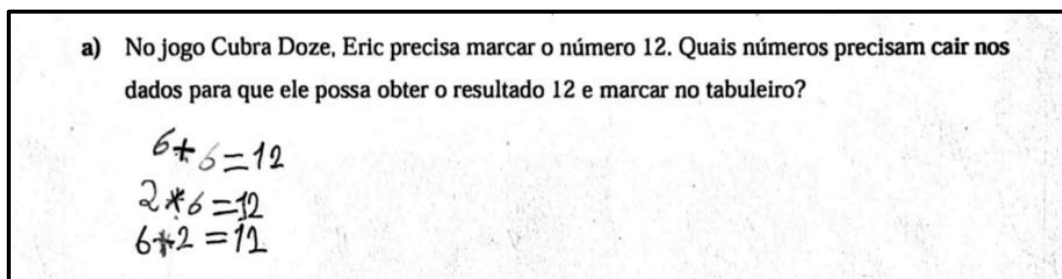 a) No jogo Cubra Doze, Eric precisa marcar o número 12. Quais números precisam cair nos
dados para que ele possa obter o resultado 12 e marcar no tabuleiro?
6+6=12
2*6=12
6*2=12